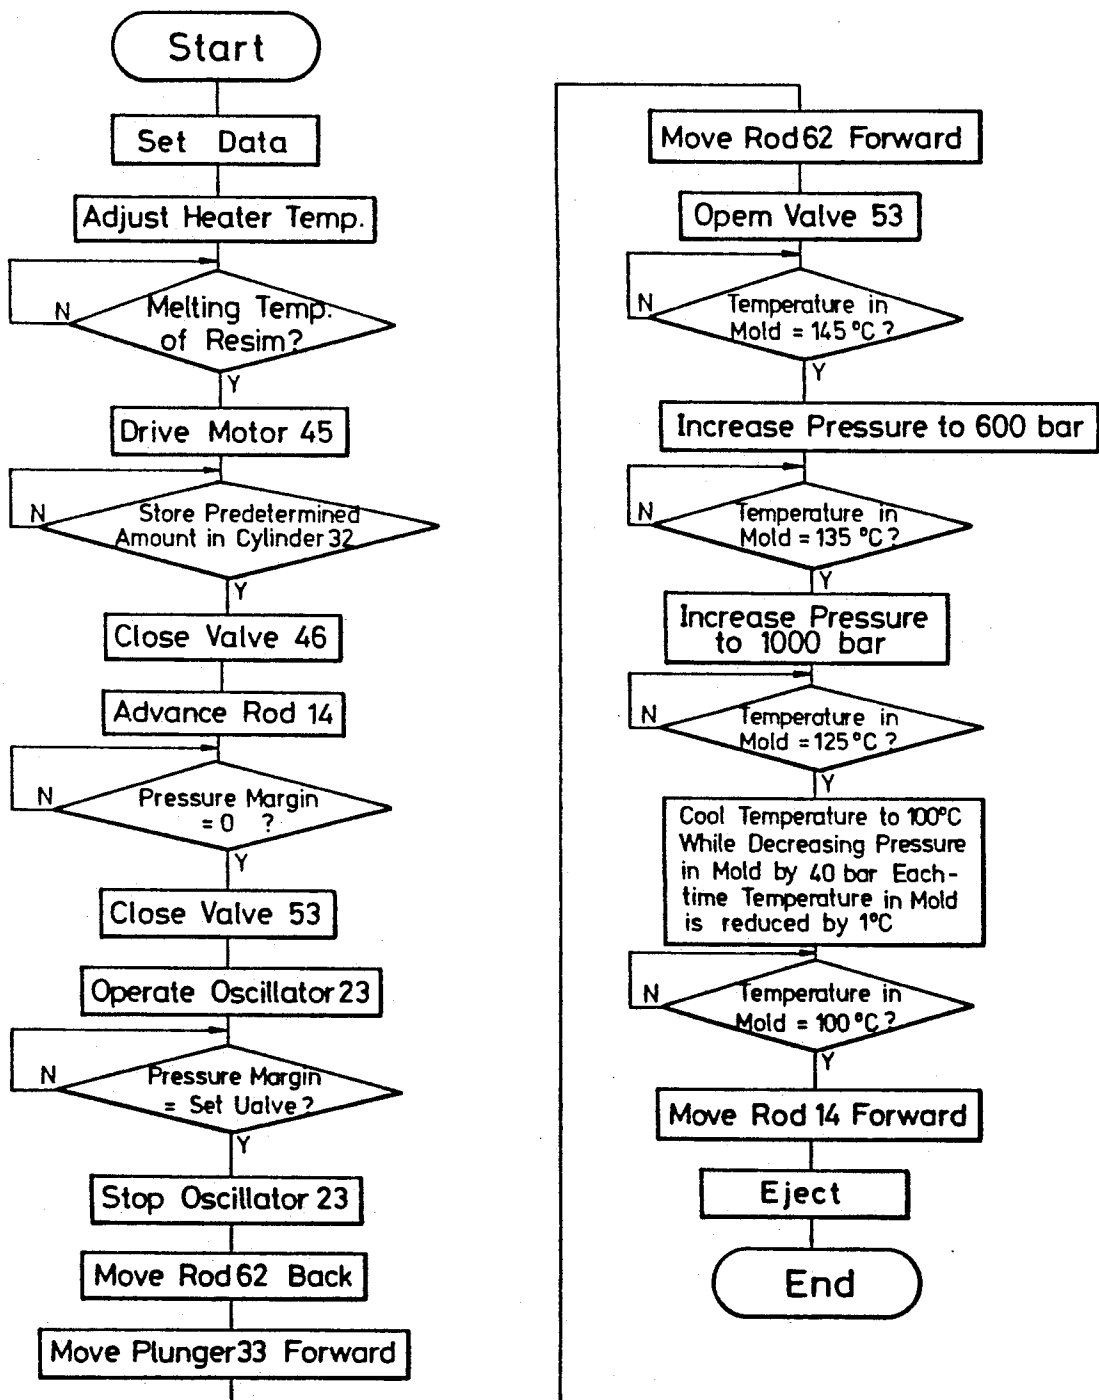 Start
Set Data
Adjust Heater Temp.
N
Melting Temp.
of Resim?
Y
Drive Motor 45
N
Store Predetermined
Amount in Cylinder 32
Y
Close Valve 46
Advance Rod 14
N
Pressure Margin
= 0 ?
Y
Close Valve 53
Operate Oscillator 23
N
Pressure Margin
= Set Ualve?
Y
Stop Oscillator 23
Move Rod 62 Back
Move Plunger 33 Forward
Move Rod 62 Forward
Opem Valve 53
N
Temperature in
Mold = 145 °C ?
Y
Increase Pressure to 600 bar
N
Temperature in
Mold = 135 °C ?
Y
Increase Pressure
to 1000 bar
N
Temperature in
Mold = 125 °C ?
Y
Cool Temperature to 100°C
While Decreasing Pressure
in Mold by 40 bar Each-
time Temperature in Mold
is reduced by 1°C
N
Temperature in
Mold = 100 °C ?
Y
Move Rod 14 Forward
Eject
End